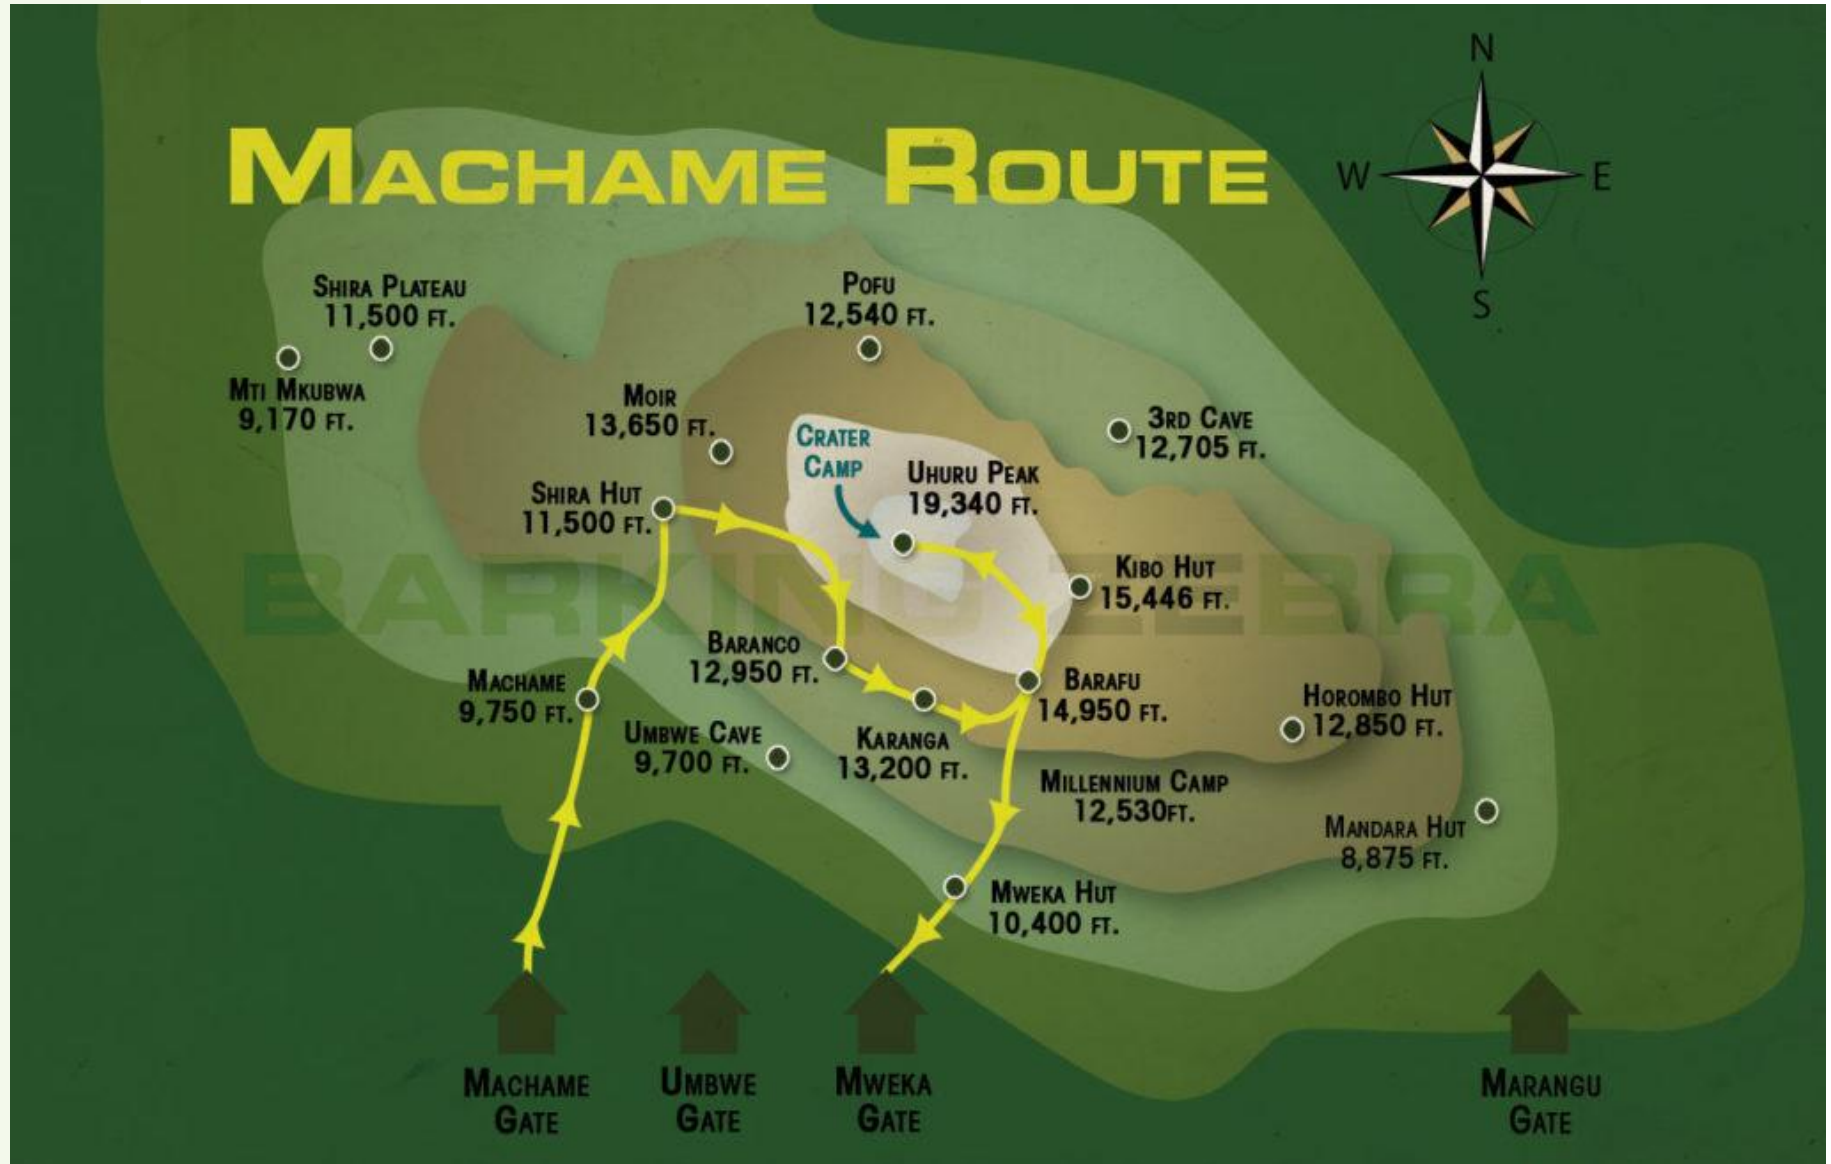 MACHAME ROUTE
N
W
E
S
SHIRA PLATEAU
11,500 FT.
MTI MKUBWA
9,170 FT.
POFU
12,540 FT.
MOIR
13,650 FT.
3RD CAVE
12,705 FT.
CRATER
CAMP
UHURU PEAK
19,340 FT.
SHIRA HUT
11,500 FT.
KIBO HUT
15,446 FT.
BARKING ZEBRA
BARANCO
12,950 FT.
MACHAME
9,750 FT.
BARAFU
14,950 FT.
HOROMBO HUT
12,850 FT.
UMBWE CAVE
9,700 FT.
KARANGA
13,200 FT.
MILLENNIUM CAMP
12,530FT.
MANDARA HUT
8,875 FT.
MWEKA HUT
10,400 FT.
MACHAME
GATE
UMBWE
GATE
MWEKA
GATE
MARANGU
GATE